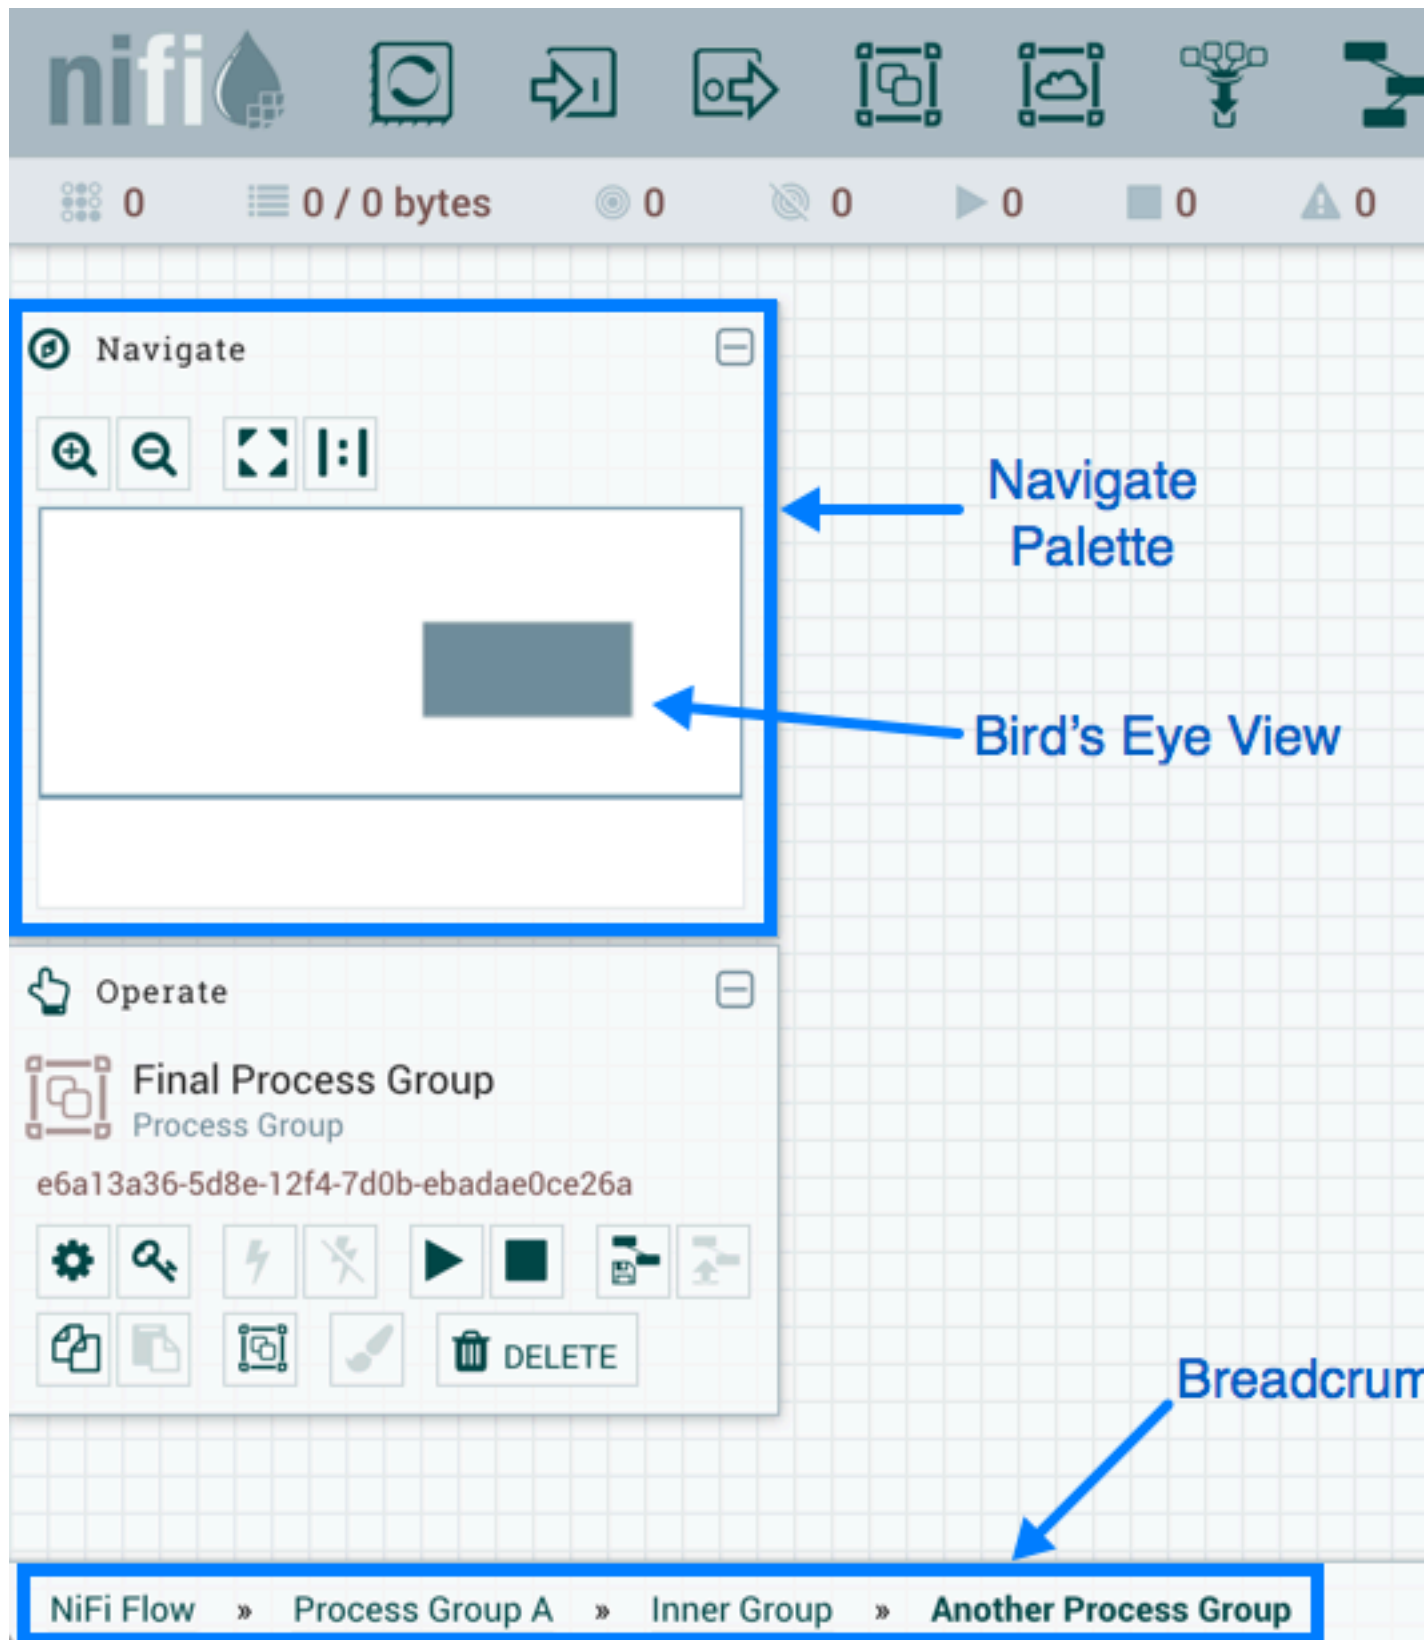 nifi
0 0 / 0 bytes 0 0 0 0 0
Navigate
Navigate
Palette
Bird's Eye View
Operate
Final Process Group
Process Group
e6a13a36-5d8e-12f4-7d0b-ebadae0ce26a
DELETE
Breadcrum
NiFi Flow » Process Group A » Inner Group » Another Process Group